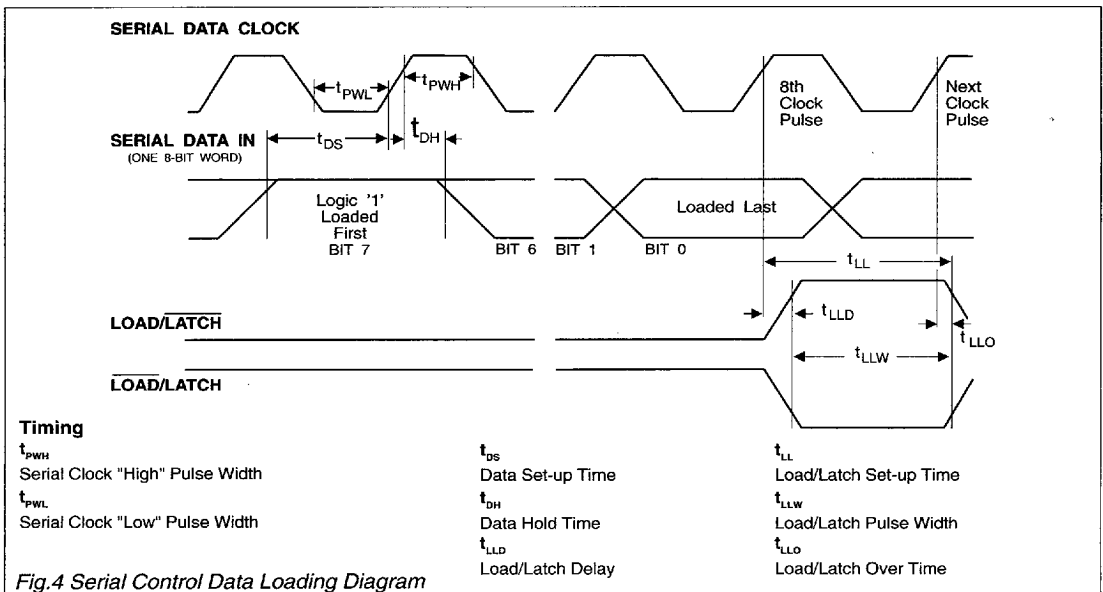 SERIAL DATA CLOCK
tPWL
tPWH
8th
Clock
Pulse
Next
Clock
Pulse
SERIAL DATA IN
(ONE 8-BIT WORD)
tDS
tDH
Logic '1'
Loaded
First
BIT 7
BIT 6
BIT 1
BIT 0
Loaded Last
tLL
LOAD/LATCH
tLLD
tLLO
tLLW
LOAD/LATCH
Timing
tPWH
Serial Clock "High" Pulse Width
tPWL
Serial Clock "Low" Pulse Width
tDS
Data Set-up Time
tDH
Data Hold Time
tLLD
Load/Latch Delay
tLL
Load/Latch Set-up Time
tLLW
Load/Latch Pulse Width
tLLO
Load/Latch Over Time
Fig.4 Serial Control Data Loading Diagram